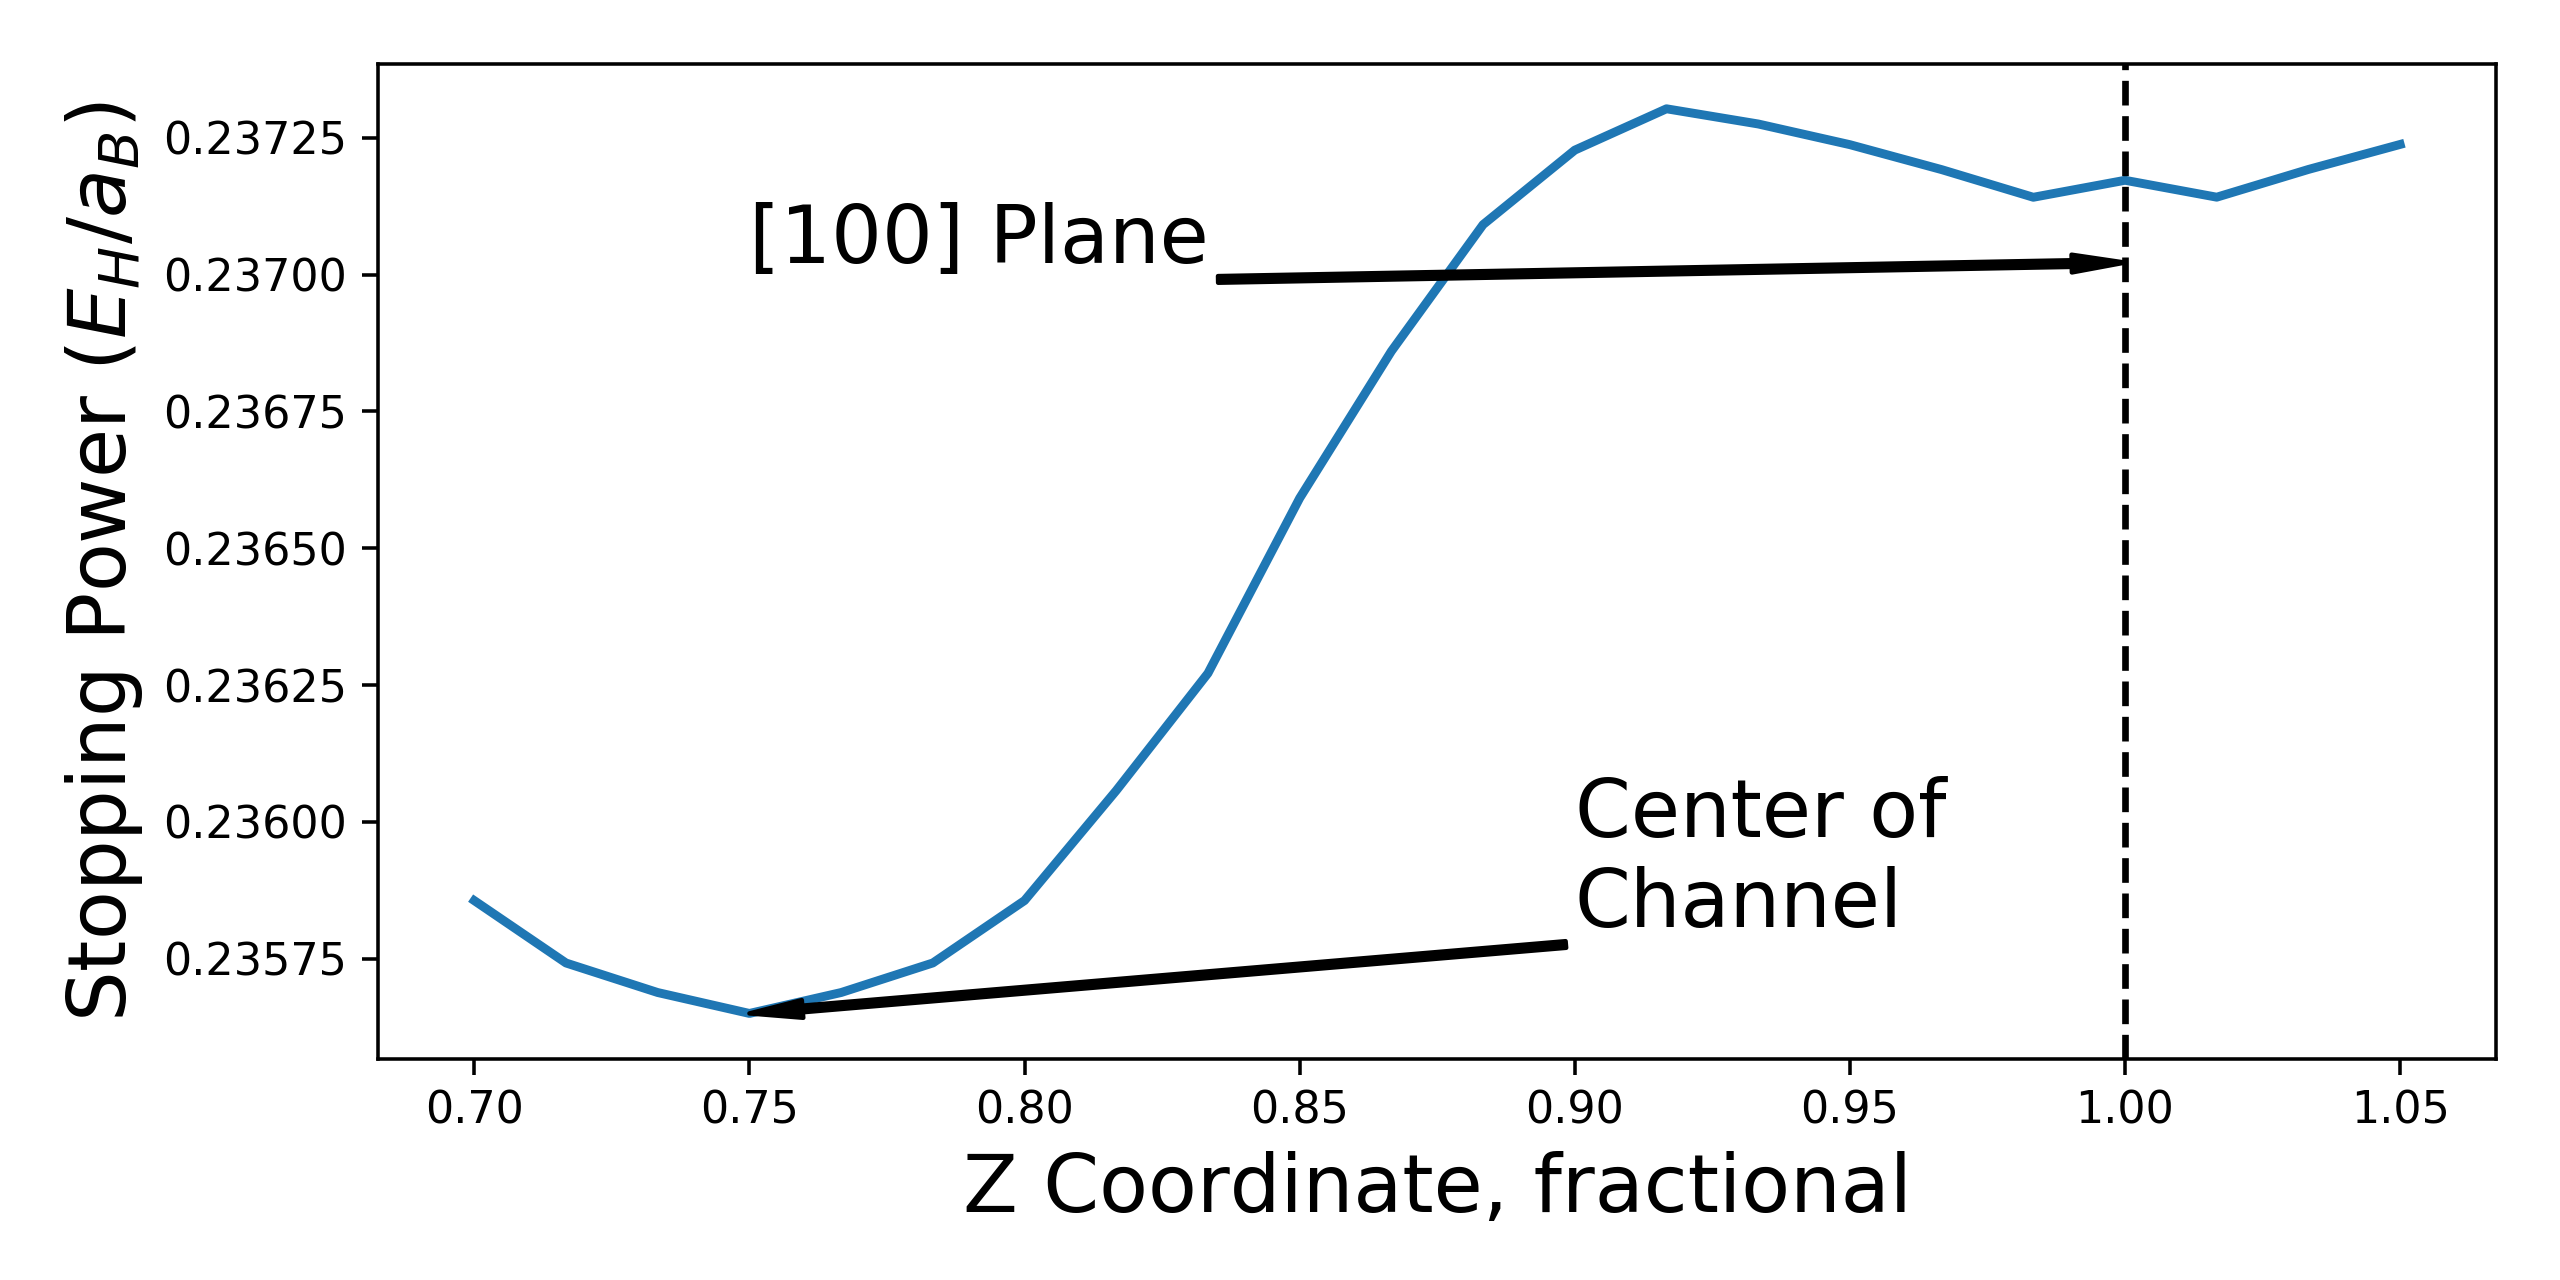 Stopping Power (E_H/a_B)
0.23725
0.23700
0.23675
0.23650
0.23625
0.23600
0.23575
[100] Plane
Center of
Channel
0.70 0.75 0.80 0.85 0.90 0.95 1.00 1.05
Z Coordinate, fractional